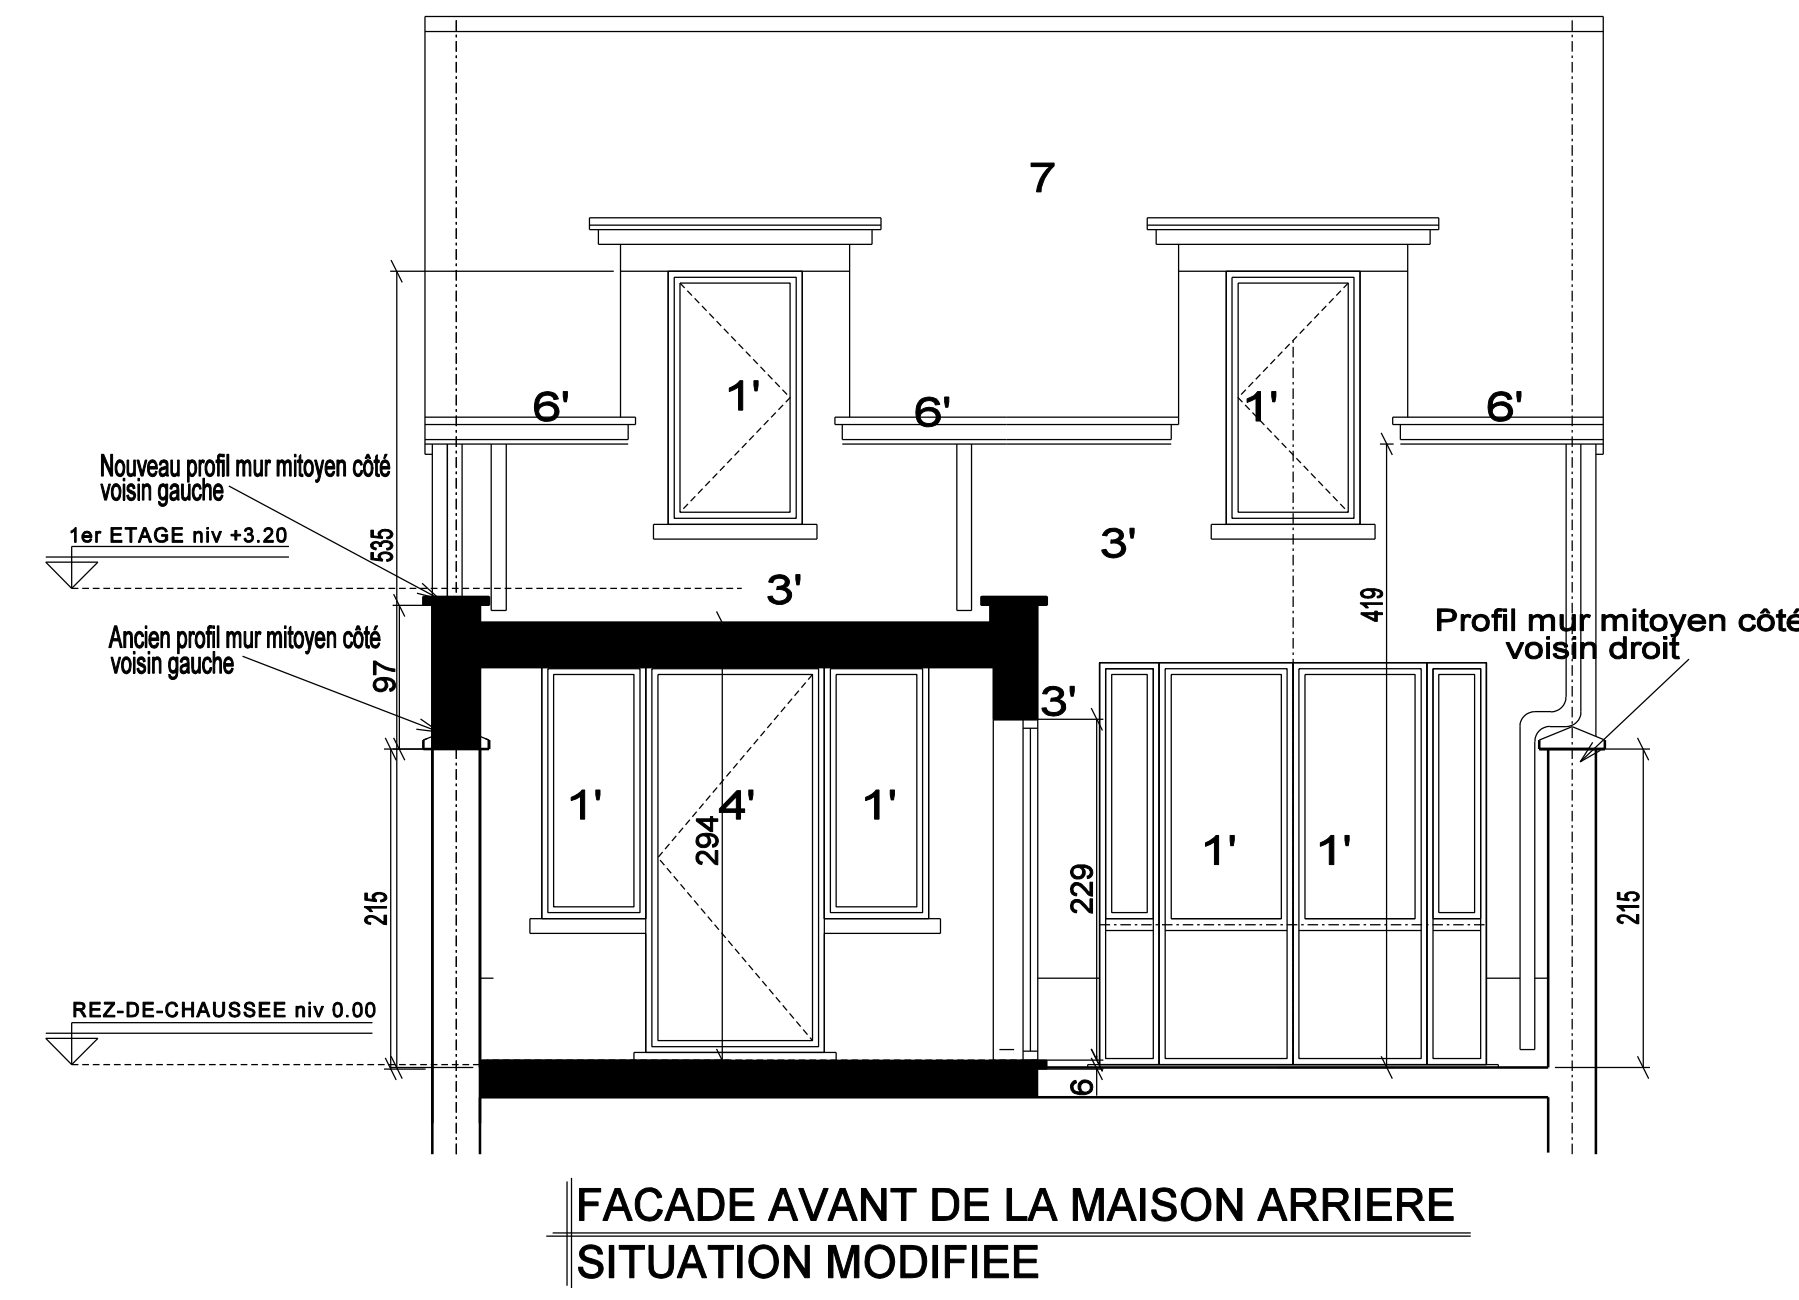 7
1'
1'
6'
6'
6'
Nouveau profil mur mitoyen côté
voisin gauche
1er ETAGE niv +3.20
535
3'
3'
419
Profil mur mitoyen côté
voisin droit
Ancien profil mur mitoyen côté
voisin gauche
97
3'
1'
4'
1'
294
1'
1'
229
215
215
REZ-DE-CHAUSSEE niv 0.00
6
FACADE AVANT DE LA MAISON ARRIERE
SITUATION MODIFIEE